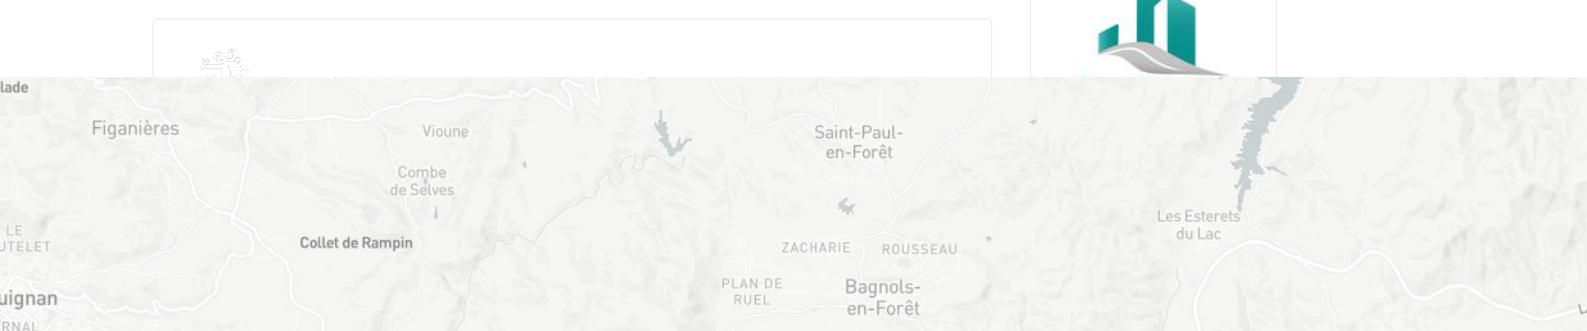 lade
Figanières
Vioune
Saint-Paul-
en-Forêt
Combe
de Selves
Les Esterets
du Lac
LE
UTELET
Collet de Rampin
ZACHARIE
ROUSSEAU
PLAN DE
RUEL
Bagnols-
en-Forêt
uignan
RNAL